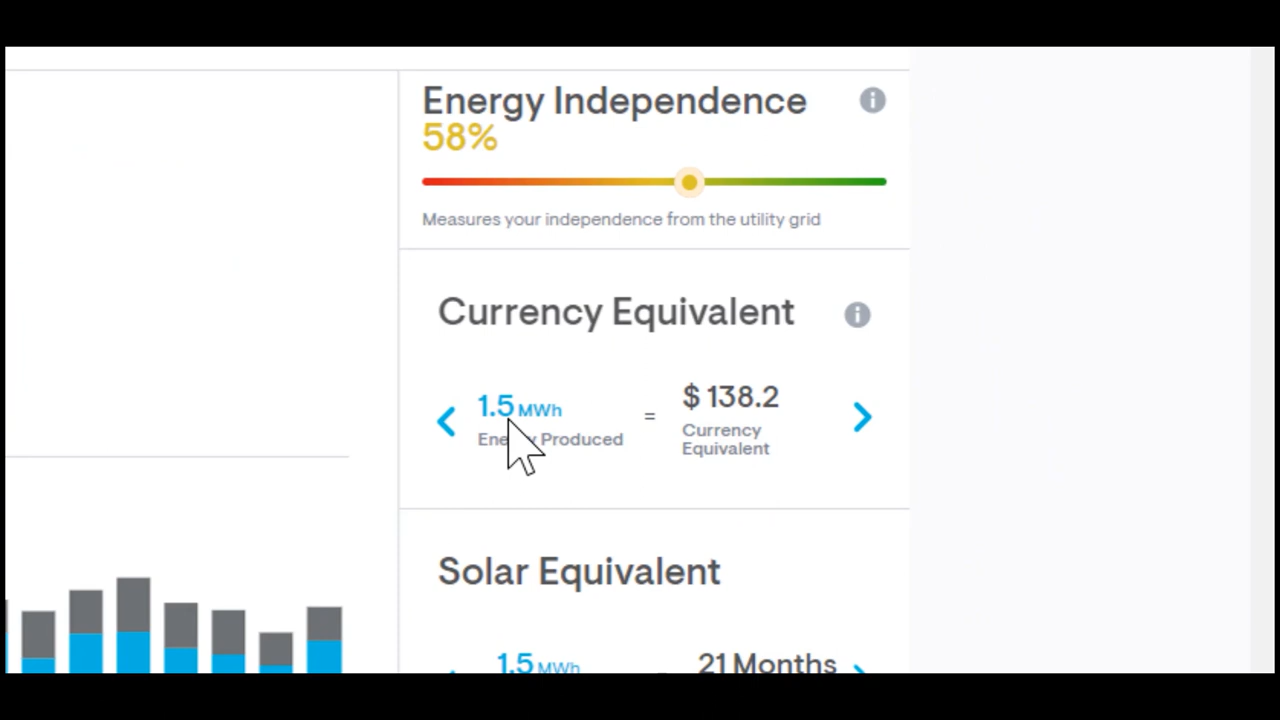 Energy Independence
58%
Measures your independence from the utility grid
Currency Equivalent
1.5 MWh = $ 138.2
Energy Produced
Currency
Equivalent
Solar Equivalent
1.5 MWh
21 Months